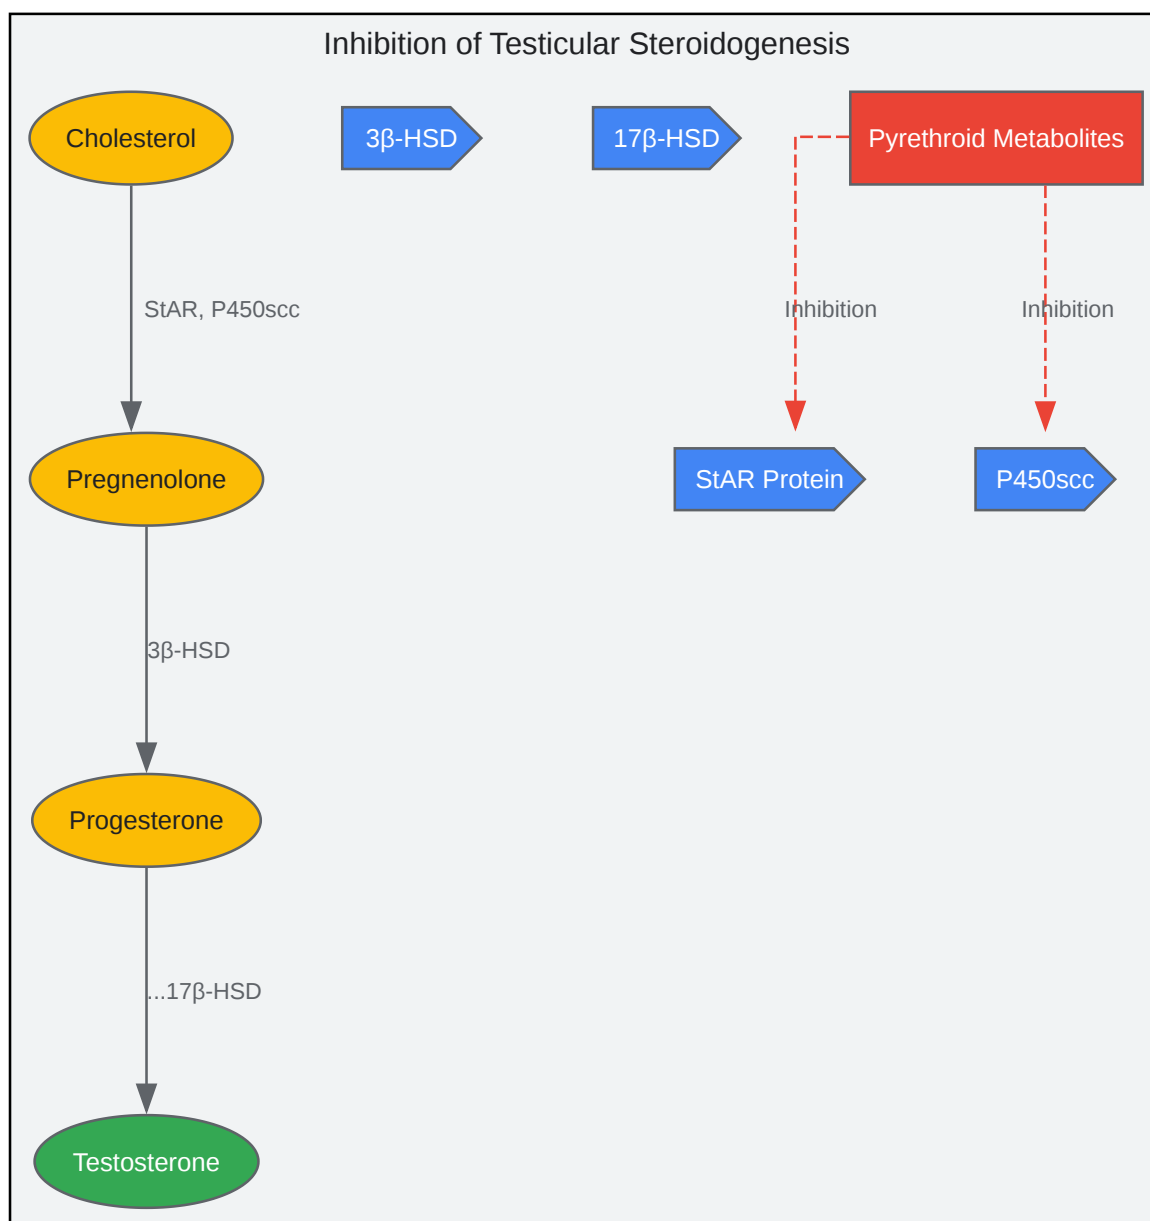 Inhibition of Testicular Steroidogenesis
Cholesterol
3β-HSD
17β-HSD
Pyrethroid Metabolites
StAR, P450scc
Inhibition
Inhibition
Pregnenolone
StAR Protein
P450scc
3β-HSD
Progesterone
...17β-HSD
Testosterone